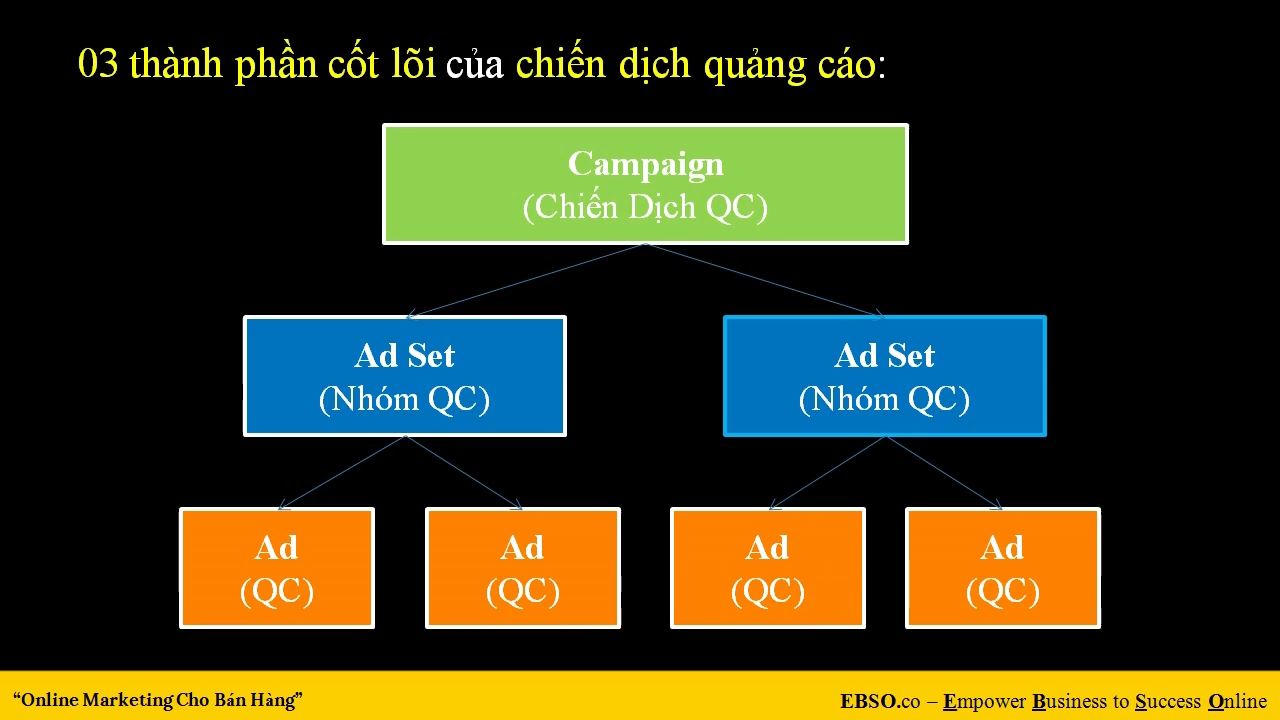 03 thành phần cốt lõi của chiến dịch quảng cáo:
Campaign
(Chiến Dịch QC)
Ad Set
(Nhóm QC)
Ad Set
(Nhóm QC)
Ad
(QC)
Ad
(QC)
Ad
(QC)
Ad
(QC)
“Online Marketing Cho Bán Hàng”
EBSO.co – Empower Business to Success Online